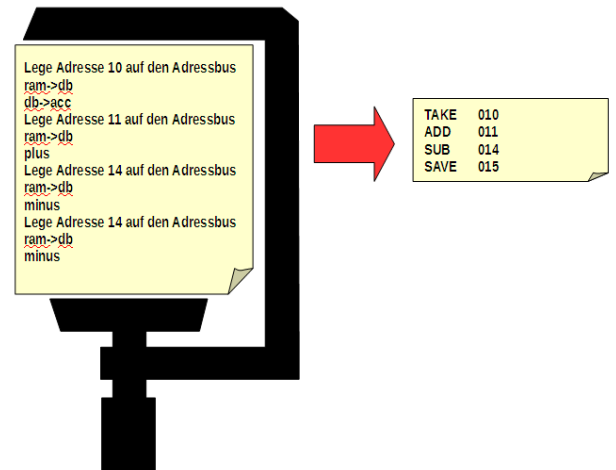 Lege Adresse 10 auf den Adressbus
ram->db
db->acc
Lege Adresse 11 auf den Adressbus
ram->db
plus
Lege Adresse 14 auf den Adressbus
ram->db
minus
Lege Adresse 14 auf den Adressbus
ram->db
minus
TAKE 010
ADD 011
SUB 014
SAVE 015